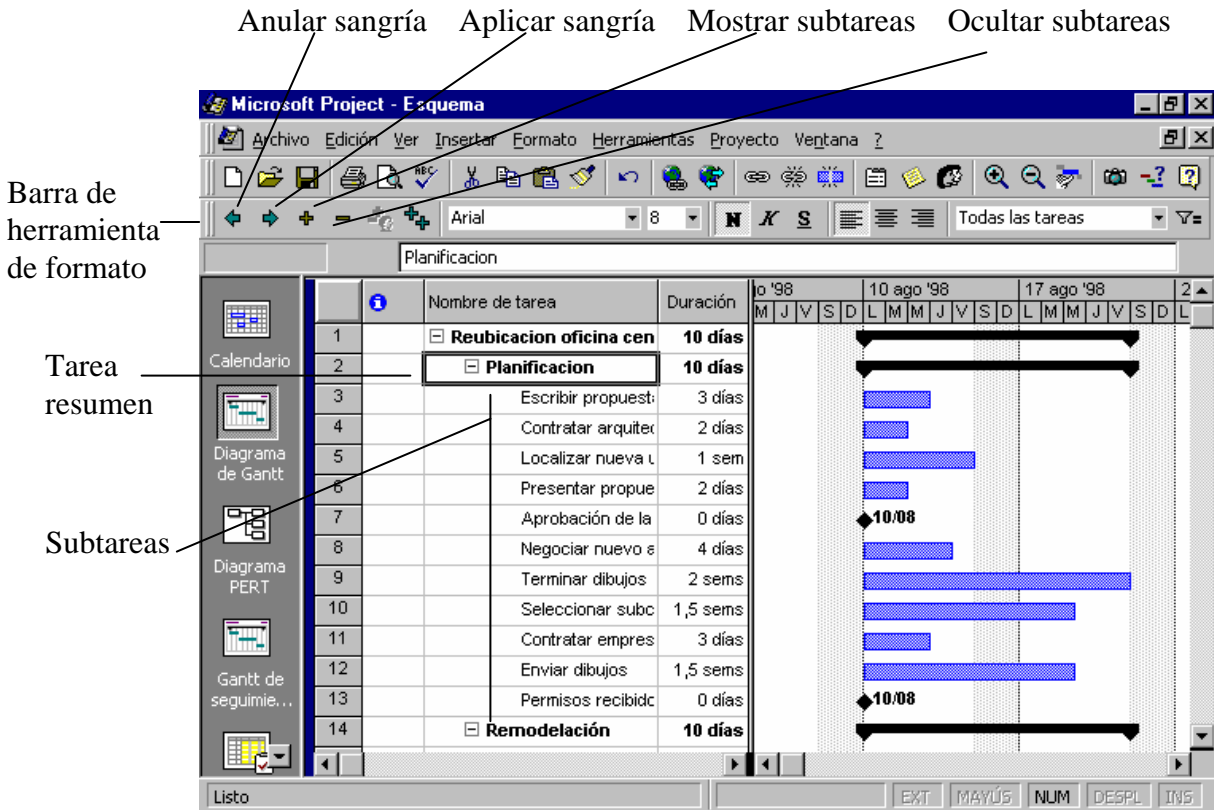 Anular sangría Aplicar sangría Mostrar subtareas Ocultar subtareas
Microsoft Project - Esquema
Archivo Edición Ver Insertar Formato Herramientas Proyecto Ventana ?
ABC
Barra de
herramienta
de formato
Arial 8 N K S Todas las tareas
Planificacion
Nombre de tarea Duración
o '98 10 ago '98 17 ago '98 2
M J V S D L M M J V S D L M M J V S D L
1 Reubicacion oficina cen 10 días
2 Planificacion 10 días
3 Escribir propuest 3 días
4 Contratar arquite 2 días
5 Localizar nueva 1 sem
6 Presentar propue 2 días
7 Aprobación de la 0 días 10/08
8 Negociar nuevo 4 días
9 Terminar dibujos 2 sems
10 Seleccionar subc 1,5 sems
11 Contratar empres 3 días
12 Enviar dibujos 1,5 sems
13 Permisos recibido 0 días 10/08
14 Remodelación 10 días
Calendario
Diagrama
de Gantt
Diagrama
PERT
Gantt de
seguimie...
Tarea
resumen
Subtareas
Listo EXT MAYÚS NUM DESPL INS